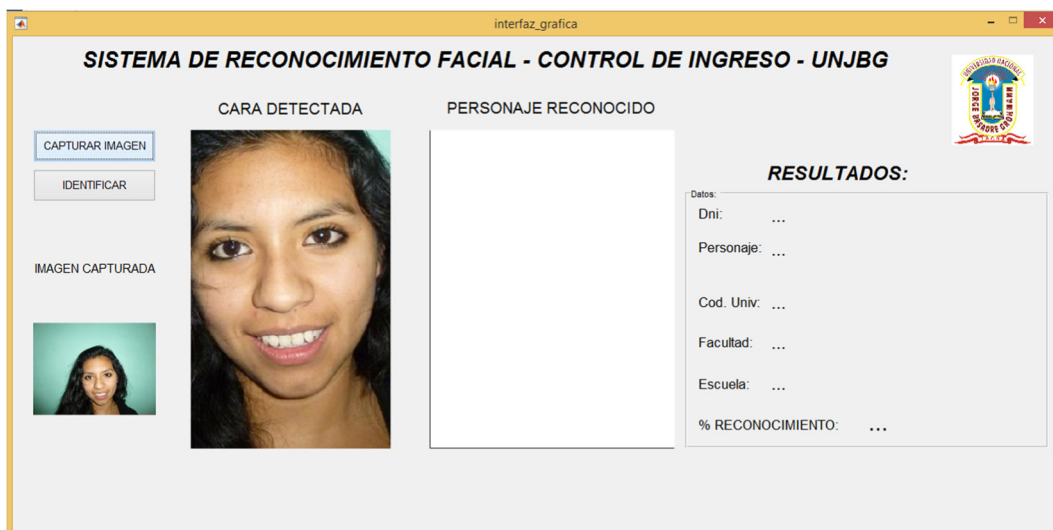 interfaz_grafica
SISTEMA DE RECONOCIMIENTO FACIAL - CONTROL DE INGRESO - UNJBG
UNIVERSIDAD NACIONAL
JORGE BASADRE GROHMANN
TACNA
CARA DETECTADA
PERSONAJE RECONOCIDO
CAPTURAR IMAGEN
IDENTIFICAR
IMAGEN CAPTURADA
RESULTADOS:
Datos:
Dni: ...
Personaje: ...
Cod. Univ: ...
Facultad: ...
Escuela: ...
% RECONOCIMIENTO: ...